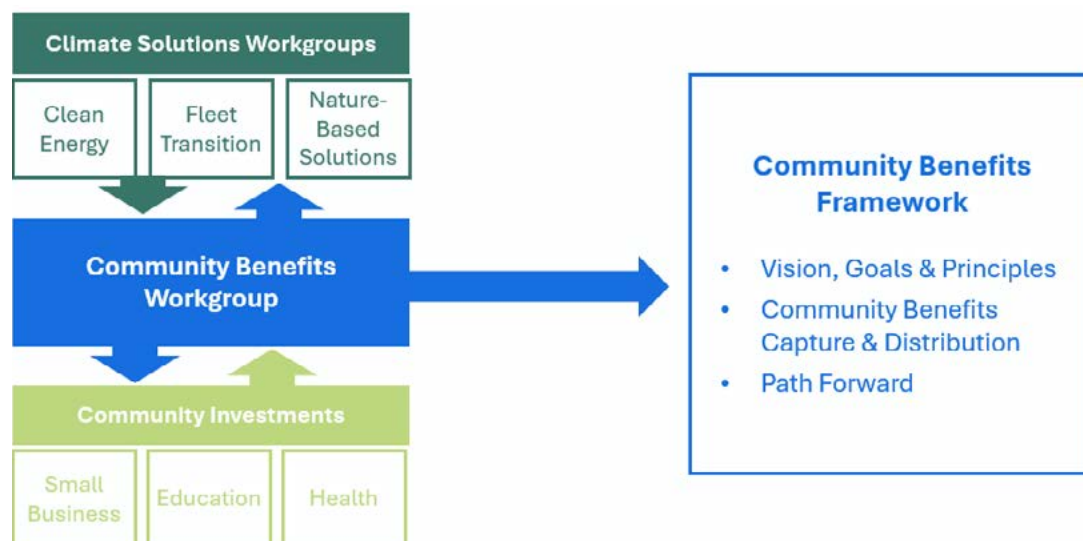 Climate Solutions Workgroups
Clean
Energy
Fleet
Transition
Nature-
Based
Solutions
Community Benefits
Workgroup
Community Investments
Small
Business
Education
Health
Community Benefits
Framework
• Vision, Goals & Principles
• Community Benefits
Capture & Distribution
• Path Forward